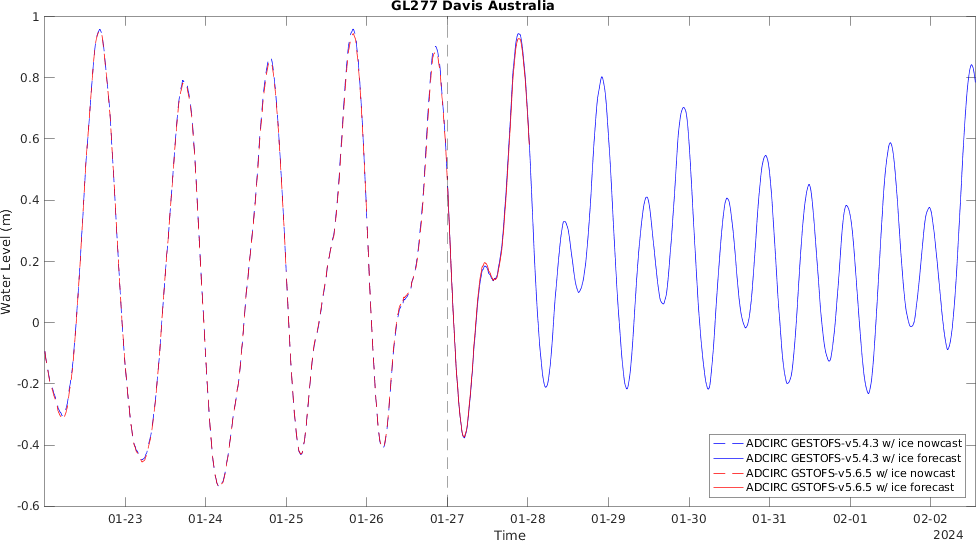 GL277 Davis Australia
1
0.8
0.6
0.4
0.2
0
-0.2
-0.4
-0.6
Water Level (m)
01-23 01-24 01-25 01-26 01-27 01-28 01-29 01-30 01-31 02-01 02-02
2024
Time
ADCIRC GESTOFS-v5.4.3 w/ ice nowcast
ADCIRC GESTOFS-v5.4.3 w/ ice forecast
ADCIRC GSTOFS-v5.6.5 w/ ice nowcast
ADCIRC GSTOFS-v5.6.5 w/ ice forecast